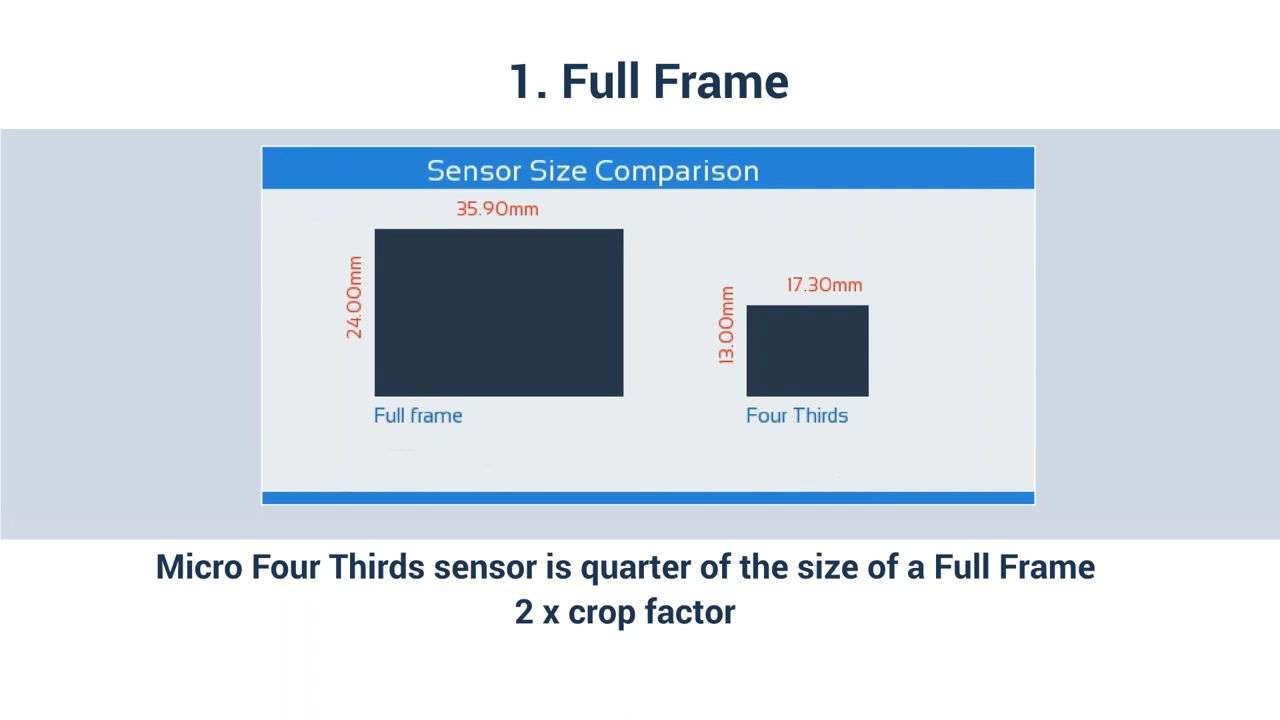 1. Full Frame
Sensor Size Comparison
35.90mm
24.00mm
Full frame
17.30mm
13.00mm
Four Thirds
Micro Four Thirds sensor is quarter of the size of a Full Frame
2 x crop factor